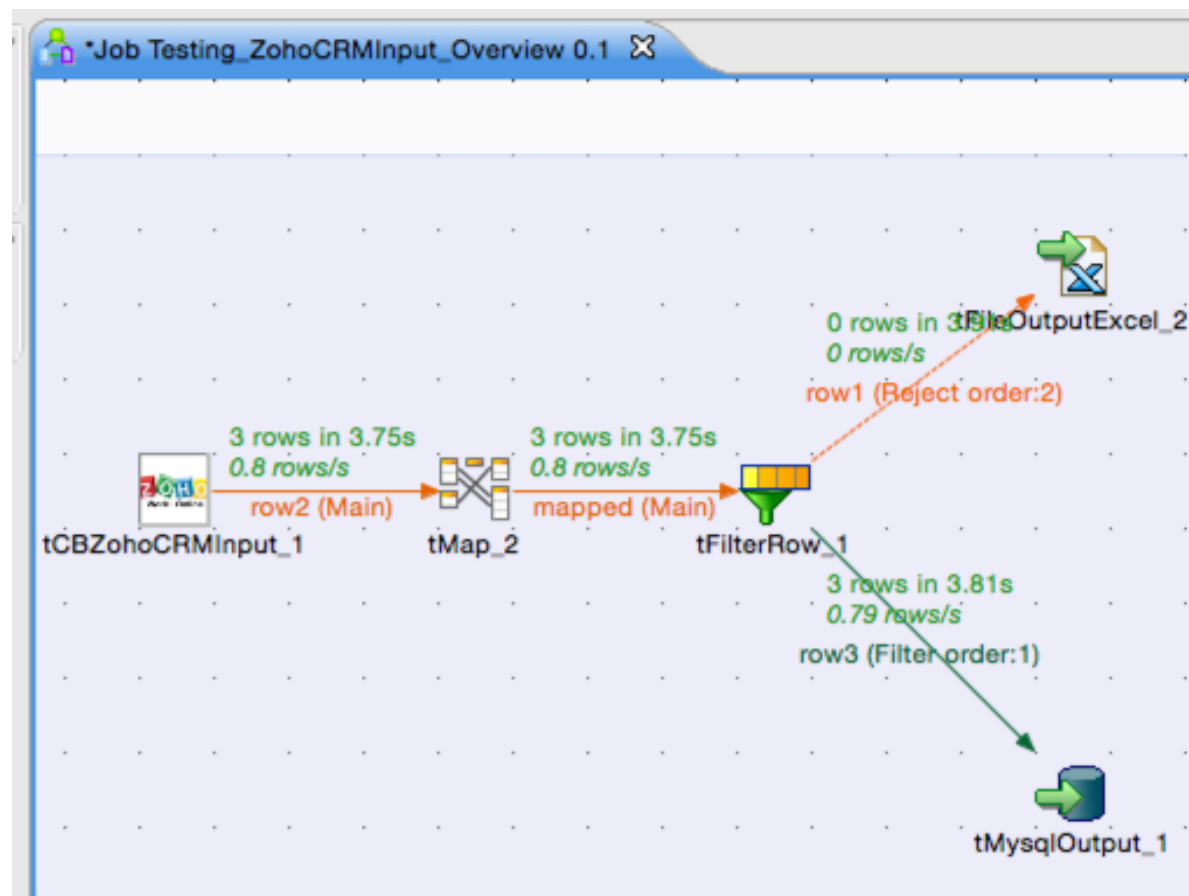 *Job Testing_ZohoCRMInput_Overview 0.1
tFileOutputExcel_2
0 rows in 3.91s
0 rows/s
row1 (Reject order:2)
3 rows in 3.75s
0.8 rows/s
row2 (Main)
3 rows in 3.75s
0.8 rows/s
mapped (Main)
ZOHO
tCBZohoCRMInput_1
tMap_2
tFilterRow_1
3 rows in 3.81s
0.79 rows/s
row3 (Filter order:1)
tMysqlOutput_1